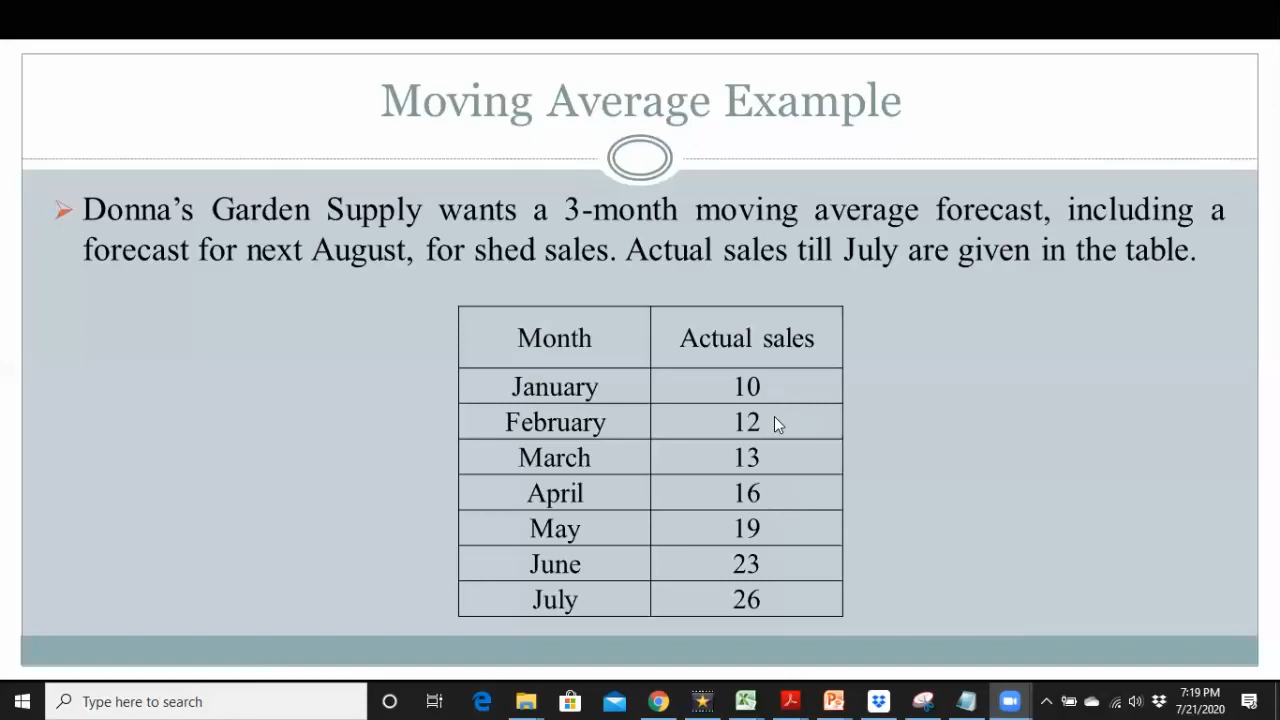 Moving Average Example
Donna’s Garden Supply wants a 3-month moving average forecast, including a
forecast for next August, for shed sales. Actual sales till July are given in the table.
Month Actual sales
January 10
February 12
March 13
April 16
May 19
June 23
July 26
Type here to search
7:19 PM
7/21/2020